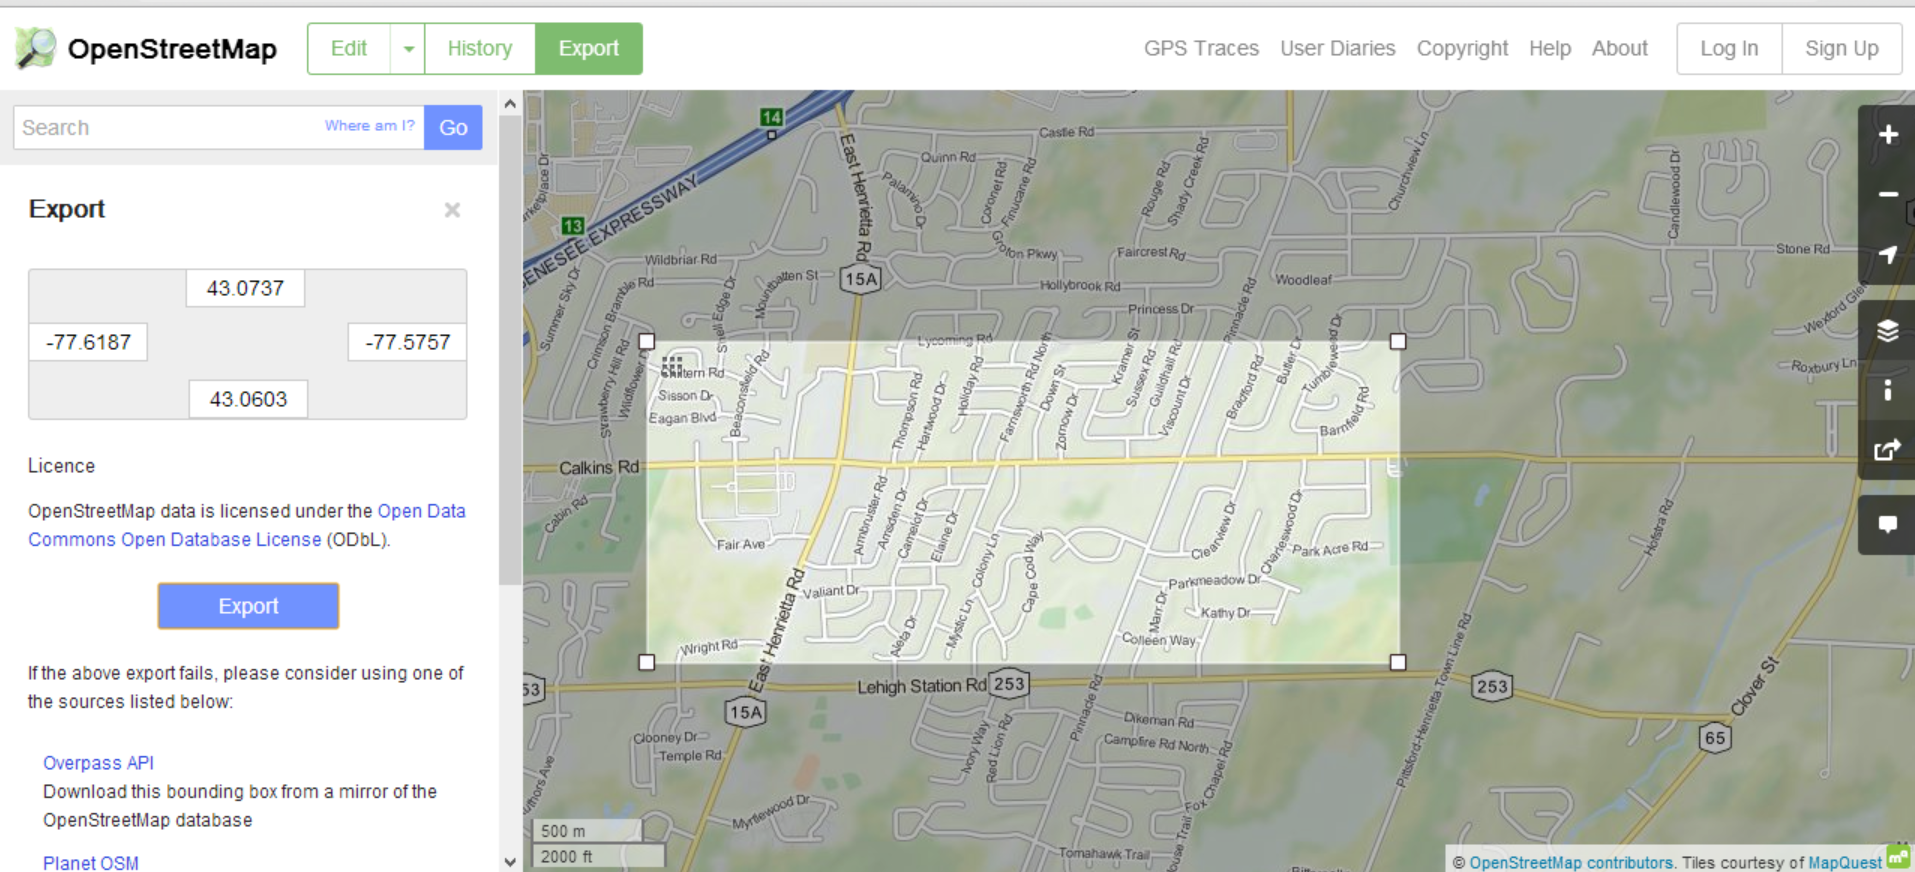 OpenStreetMap
Edit
History
Export
GPS Traces
User Diaries
Copyright
Help
About
Log In
Sign Up
Search
Where am I?
Go
Export
43.0737
-77.6187
-77.5757
43.0603
Licence
OpenStreetMap data is licensed under the Open Data
Commons Open Database License (ODbL).
Export
If the above export fails, please consider using one of
the sources listed below:
Overpass API
Download this bounding box from a mirror of the
OpenStreetMap database
Planet OSM
14
13
EXPRESSWAY
East Henrietta Rd
15A
Castle Rd
Quinn Rd
Palamino Dr
Coronet Rd
Finucane Rd
Rouge Rd
Shady Creek Rd
Churchview Ln
Candlewood Dr
Stone Rd
Groton Pkwy
Faircrest Rd
Wildbriar Rd
Mountbatten St
Hollybrook Rd
Woodleaf
Summer Sky Dr
Crimson Bramble Rd
Princess Dr
Pinnacle Rd
Wexford Glen
Roxbury Ln
Lycoming Rd
Strawberry Hill Rd
Wildflower Dr
Sisson Dr
Eagan Blvd
Beaconsfield Rd
Thompson Rd
Hartwood Dr
Holiday Rd
Farnsworth Rd North
Down St
Zornow Dr
Kramer St
Sussex Rd
Guildhall Rd
Viscount Dr
Bradford Rd
Butler Dr
Tumbleweed Dr
Barnfield Rd
Calkins Rd
Cabin Rd
Fair Ave
Armbruster Rd
Amsden Dr
Camelot Dr
Elaine Dr
Colony Ln
Cape Cod Way
Clearview Dr
Charleswood Dr
Park Acre Rd
Hofstra Rd
Valiant Dr
East Henrietta Rd
Parkmeadow Dr
Marr Dr
Kathy Dr
Colleen Way
Wright Rd
Aleta Dr
Mystic Ln
53
Lehigh Station Rd
253
253
15A
Pinnacle Rd
Pittsford-Henrietta Town Line Rd
Clover St
65
Clooney Dr
Temple Rd
Ivory Way
Red Lion Rd
Dikeman Rd
Campfire Rd North
Fox Chapel Rd
Myrtlewood Dr
Tomahawk Trail
500 m
2000 ft
© OpenStreetMap contributors. Tiles courtesy of MapQuest